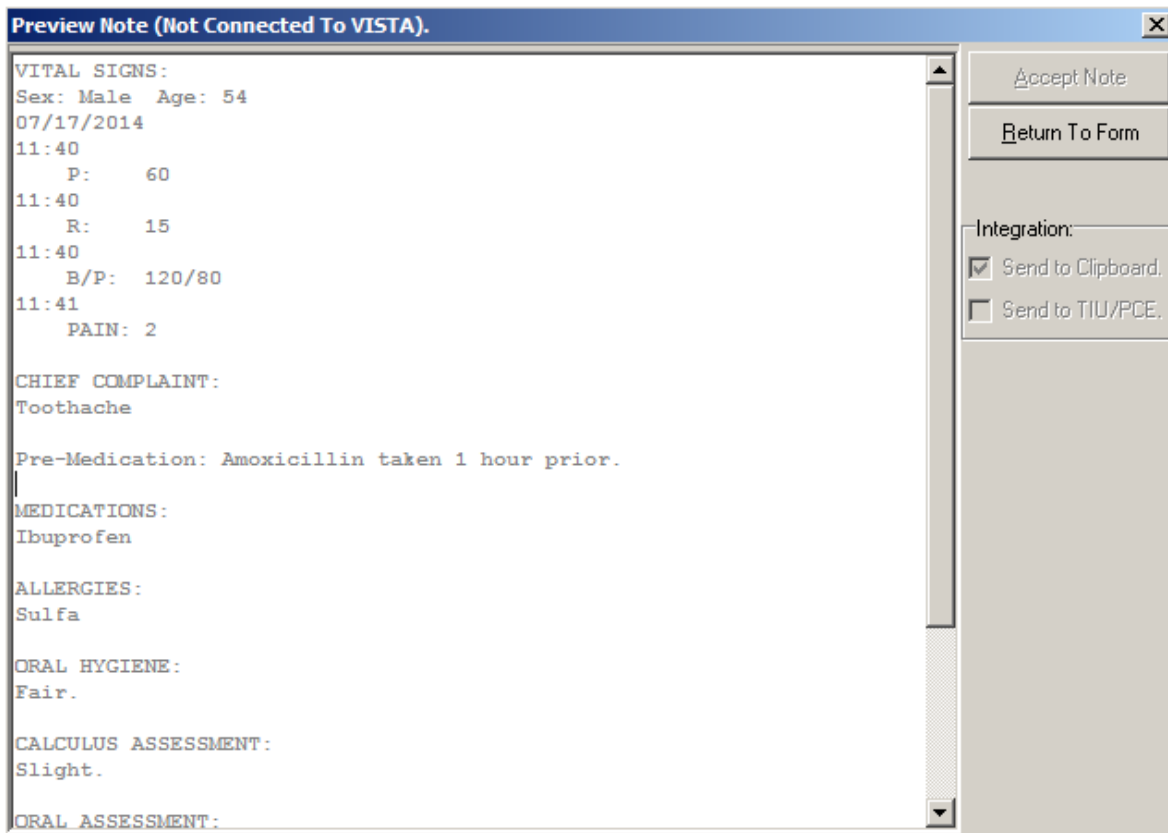 Preview Note (Not Connected To VISTA).
VITAL SIGNS:
Sex: Male  Age: 54
07/17/2014
11:40
P:     60
11:40
R:     15
11:40
B/P:  120/80
11:41
PAIN: 2
CHIEF COMPLAINT:
Toothache
Pre-Medication: Amoxicillin taken 1 hour prior.
MEDICATIONS:
Ibuprofen
ALLERGIES:
Sulfa
ORAL HYGIENE:
Fair.
CALCULUS ASSESSMENT:
Slight.
ORAL ASSESSMENT:
Accept Note
Return To Form
Integration:
Send to Clipboard.
Send to TIU/PCE.